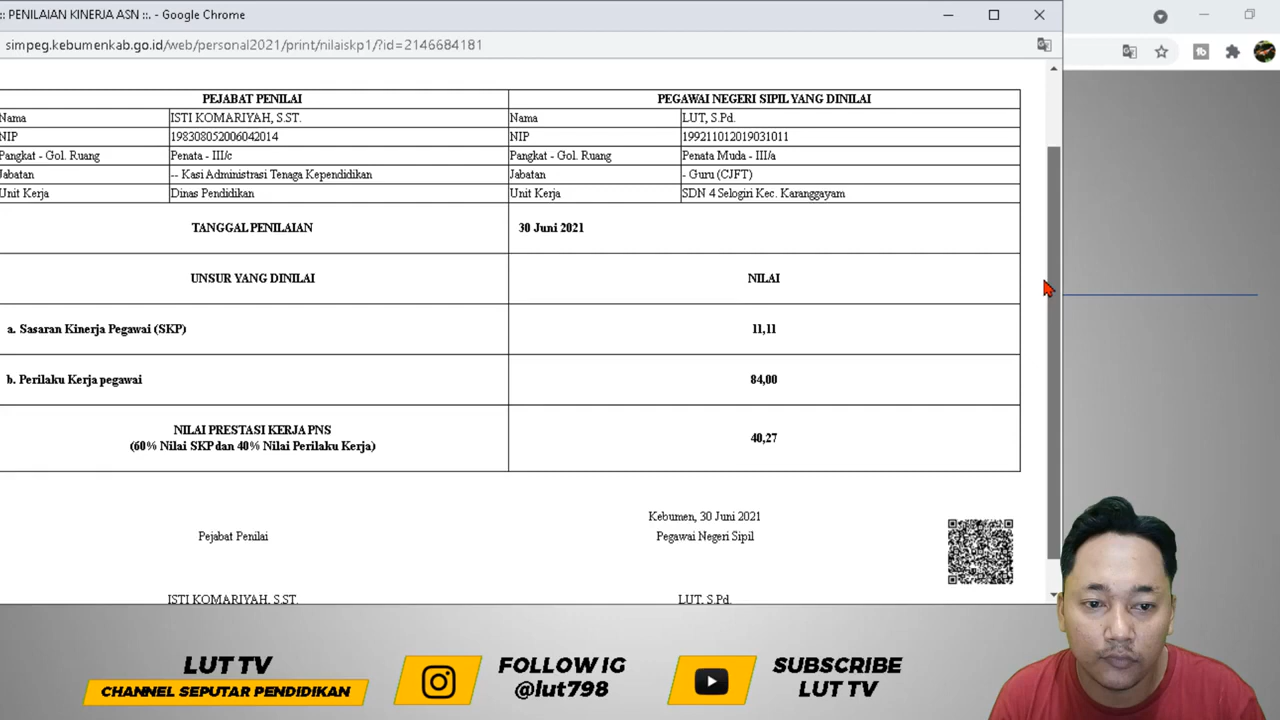 :: PENILAIAN KINERJA ASN ::. - Google Chrome
simpeg.kebumenkab.go.id/web/personal2021/print/nilaiskp1/?id=2146684181
PEJABAT PENILAI PEGAWAI NEGERI SIPIL YANG DINILAI
Nama ISTI KOMARIYAH, S.ST. Nama LUT, S.Pd.
NIP 198308052006042014 NIP 199211012019031011
Pangkat - Gol. Ruang Penata - III/c Pangkat - Gol. Ruang Penata Muda - III/a
Jabatan -- Kasi Administrasi Tenaga Kependidikan Jabatan - Guru (CJFT)
Unit Kerja Dinas Pendidikan Unit Kerja SDN 4 Selogiri Kec. Karanggayam
TANGGAL PENILAIAN 30 Juni 2021
UNSUR YANG DINILAI NILAI
a. Sasaran Kinerja Pegawai (SKP) 11,11
b. Perilaku Kerja pegawai 84,00
NILAI PRESTASI KERJA PNS
(60% Nilai SKP dan 40% Nilai Perilaku Kerja) 40,27
Kebumen, 30 Juni 2021
Pejabat Penilai Pegawai Negeri Sipil
ISTI KOMARIYAH, S.ST. LUT, S.Pd.
LUT TV
CHANNEL SEPUTAR PENDIDIKAN
FOLLOW IG
@lut798
SUBSCRIBE
LUT TV